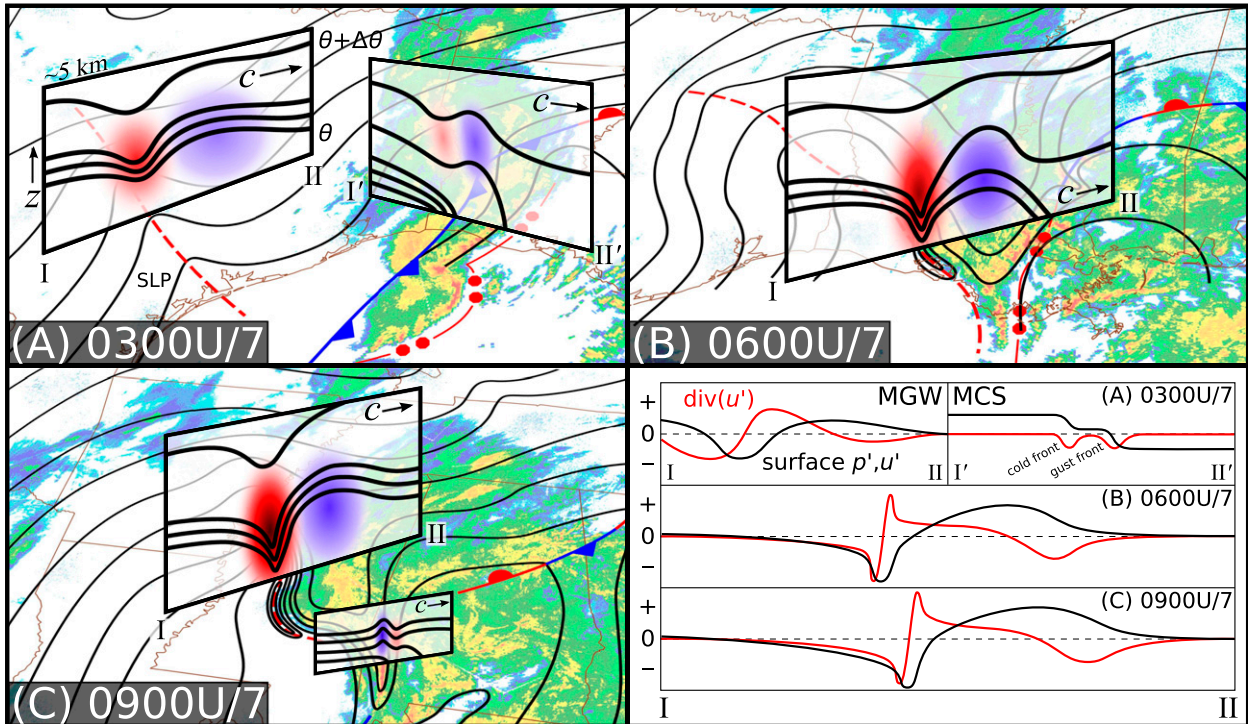 ~5 km
θ+Δθ
c
θ
z
I
II
SLP
c
I′
II′
(A) 0300U/7
c
I
II
(B) 0600U/7
c
I
II
c
(C) 0900U/7
div(u')
MGW
MCS
(A) 0300U/7
+
0
−
surface p',u'
cold front
gust front
I
II
I′
II′
(B) 0600U/7
+
0
−
(C) 0900U/7
+
0
−
I
II